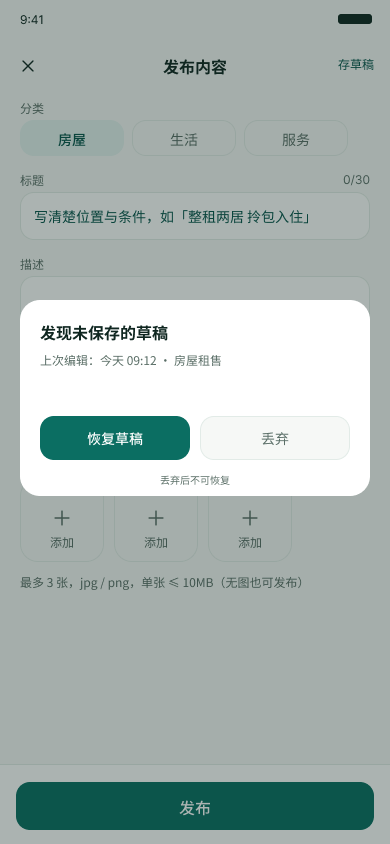 9:41
发布内容
存草稿
分类
房屋
生活
服务
标题
0/30
写清楚位置与条件，如「整租两居 拎包入住」
描述
发现未保存的草稿
上次编辑：今天 09:12 · 房屋租售
恢复草稿
丢弃
丢弃后不可恢复
添加
添加
添加
最多 3 张，jpg / png，单张 ≤ 10MB（无图也可发布）
发布